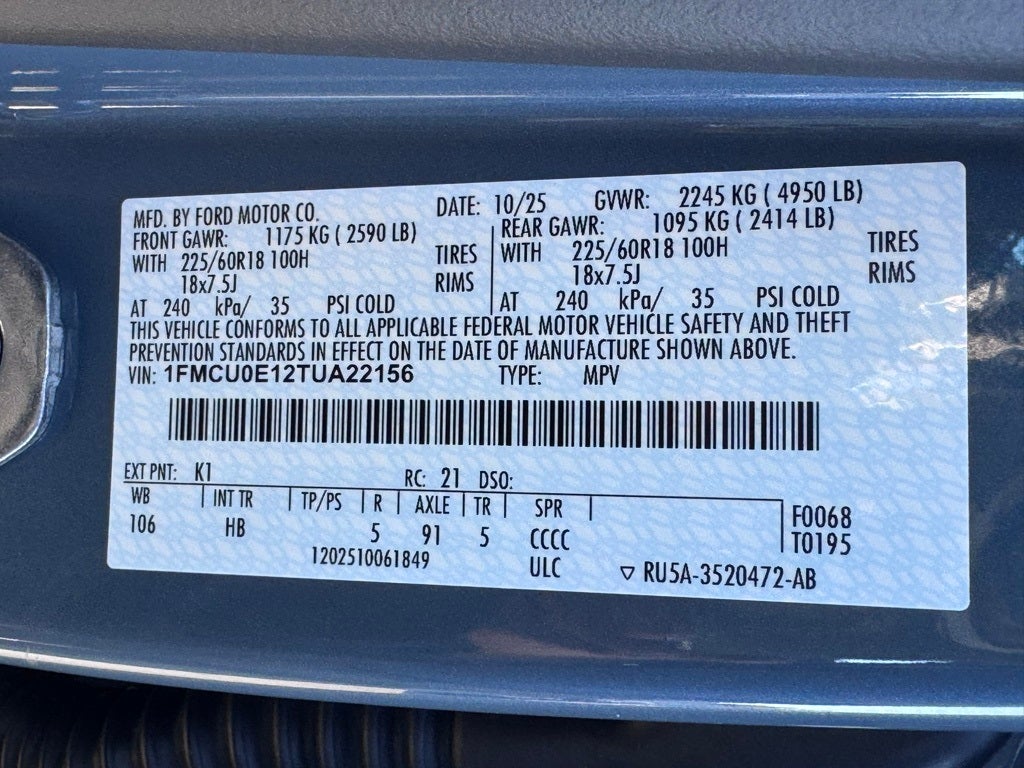 MFD. BY FORD MOTOR CO. DATE: 10/25 GVWR: 2245 KG ( 4950 LB)
FRONT GAWR: 1175 KG ( 2590 LB) REAR GAWR: 1095 KG ( 2414 LB)
WITH 225/60R18 100H TIRES WITH 225/60R18 100H TIRES
18x7.5J RIMS 18x7.5J RIMS
AT 240 kPa/ 35 PSI COLD AT 240 kPa/ 35 PSI COLD
THIS VEHICLE CONFORMS TO ALL APPLICABLE FEDERAL MOTOR VEHICLE SAFETY AND THEFT
PREVENTION STANDARDS IN EFFECT ON THE DATE OF MANUFACTURE SHOWN ABOVE.
VIN: 1FMCU0E12TUA22156 TYPE: MPV
EXT PNT: K1 RC: 21 DSO:
WB INT TR TP/PS R AXLE TR SPR F0068
106 HB 5 91 5 CCCC T0195
1202510061849 ULC ▽ RU5A-3520472-AB